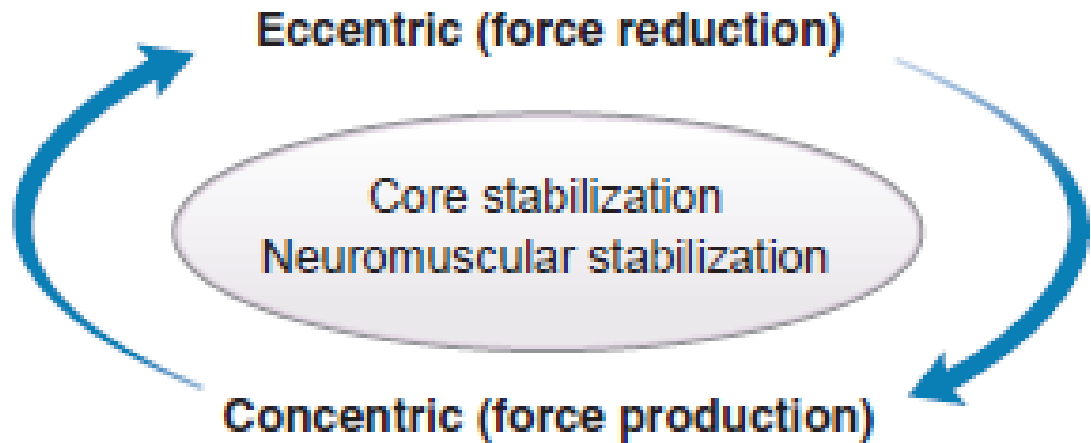 Eccentric (force reduction)
Core stabilization
Neuromuscular stabilization
Concentric (force production)